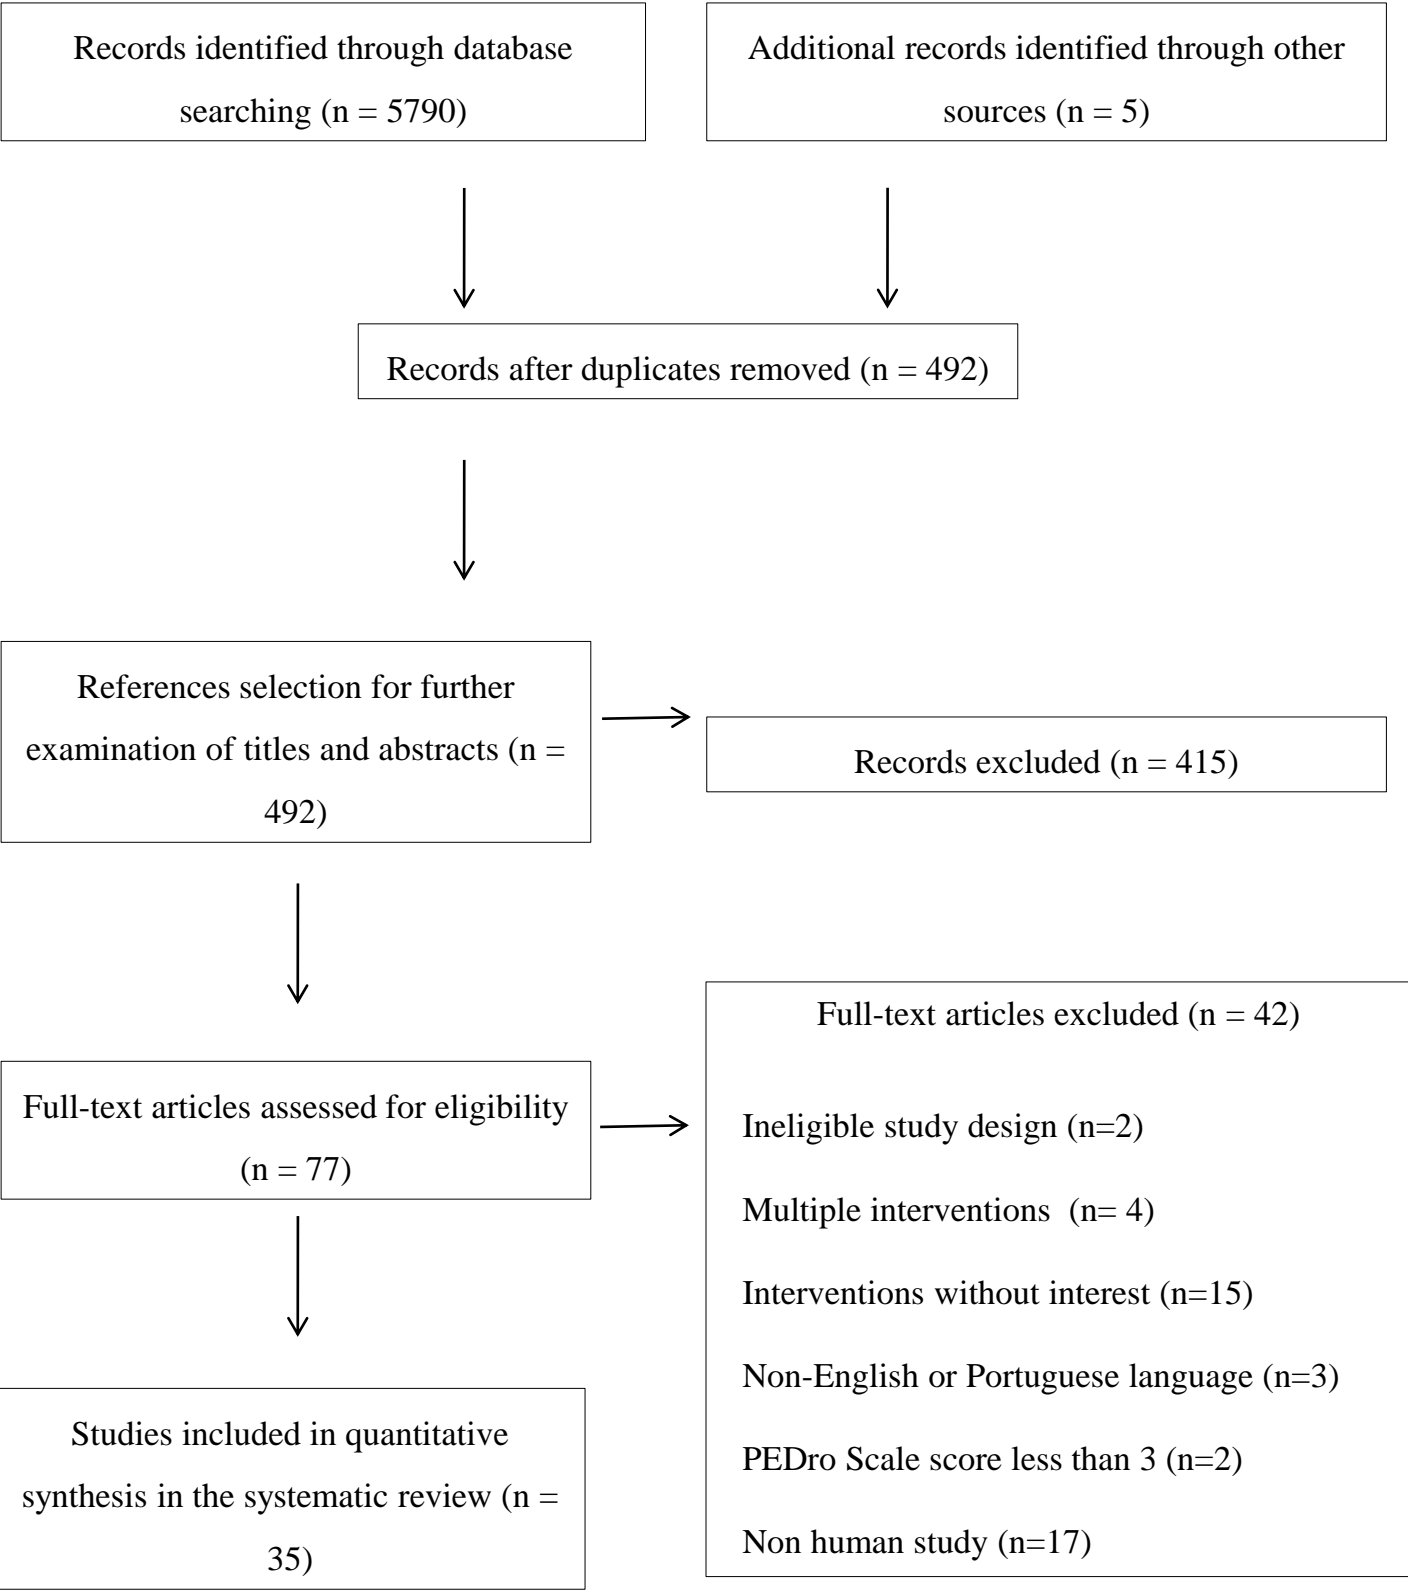 Records identified through database
searching (n = 5790)
Additional records identified through other
sources (n = 5)
Records after duplicates removed (n = 492)
References selection for further
examination of titles and abstracts (n =
492)
Records excluded (n = 415)
Full-text articles assessed for eligibility
(n = 77)
Full-text articles excluded (n = 42)
Ineligible study design (n=2)
Multiple interventions  (n= 4)
Interventions without interest (n=15)
Non-English or Portuguese language (n=3)
PEDro Scale score less than 3 (n=2)
Non human study (n=17)
Studies included in quantitative
synthesis in the systematic review (n =
35)